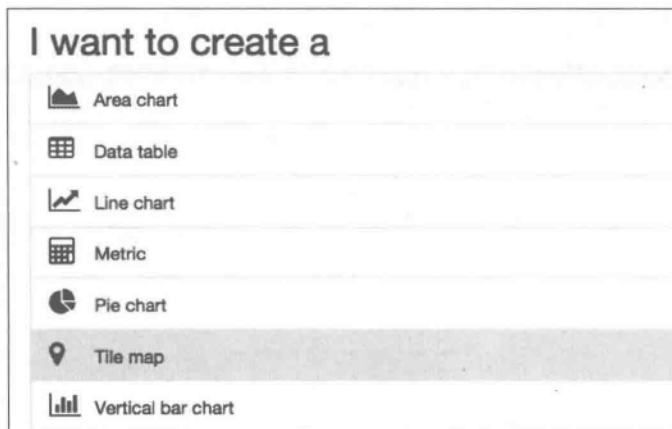 I want to create a
Area chart
Data table
Line chart
Metric
Pie chart
Tile map
Vertical bar chart